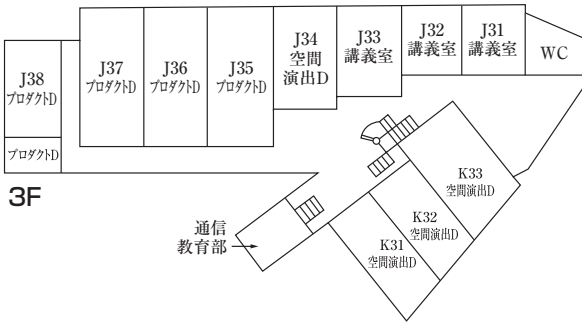 J38
プロダクトD
プロダクトD
J37
プロダクトD
J36
プロダクトD
J35
プロダクトD
J34
空間
演出D
J33
講義室
J32
講義室
J31
講義室
WC
3F
通信
教育部
K31
空間演出D
K32
空間演出D
K33
空間演出D